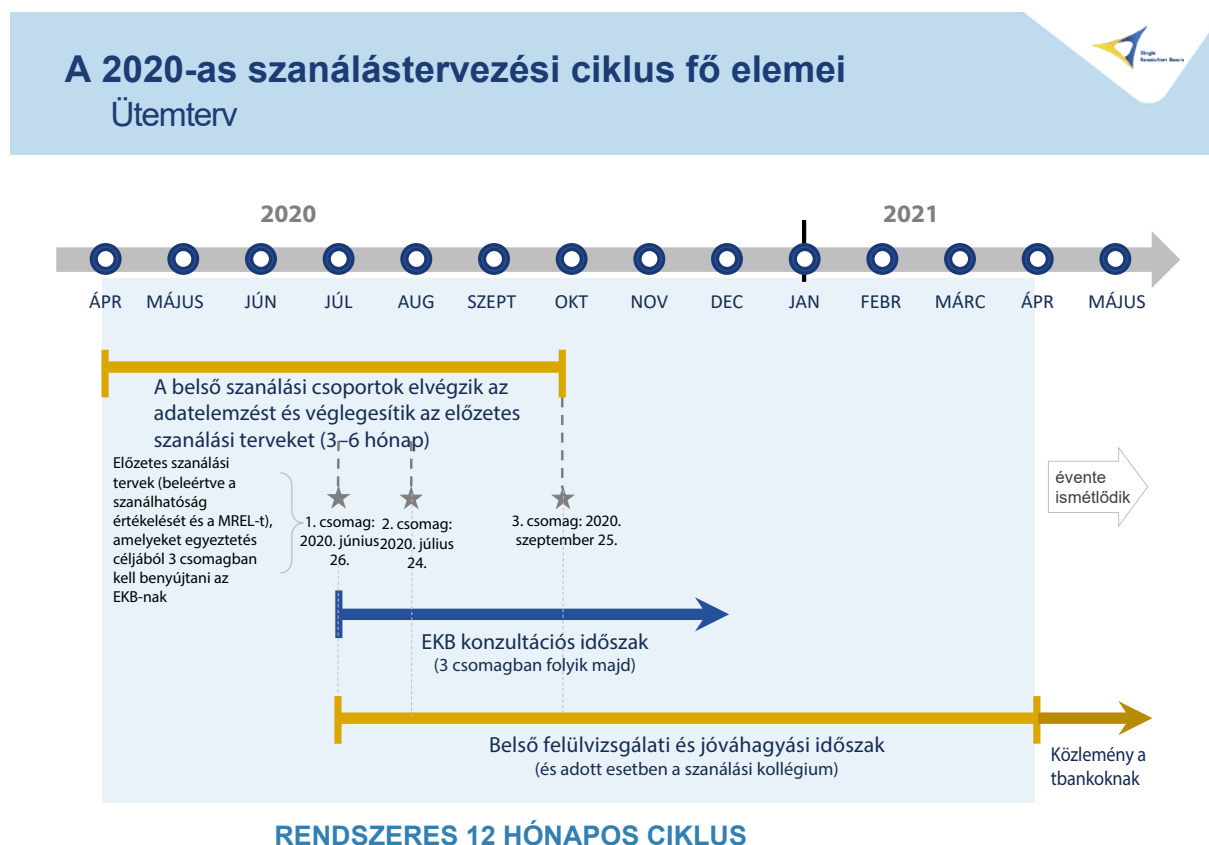 A 2020-as szanálástervezési ciklus fő elemei
Ütemterv
Single
Resolution Board
2020
2021
ÁPR MÁJUS JÚN JÚL AUG SZEPT OKT NOV DEC JAN FEBR MÁRC ÁPR MÁJUS
A belső szanálási csoportok elvégzik az
adatelemzést és véglegesítik az előzetes
szanálási terveket (3–6 hónap)
Előzetes szanálási
tervek (beleértve a
szanálhatóság
értékelését és a MREL-t),
amelyeket egyeztetés
céljából 3 csomagban
kell benyújtani az
EKB-nak
1. csomag:
2020. június
26.
2. csomag:
2020. július
24.
3. csomag: 2020.
szeptember 25.
évente
ismétlődik
EKB konzultációs időszak
(3 csomagban folyik majd)
Belső felülvizsgálati és jóváhagyási időszak
(és adott esetben a szanálási kollégium)
Közlemény a
tbankoknak
RENDSZERES 12 HÓNAPOS CIKLUS